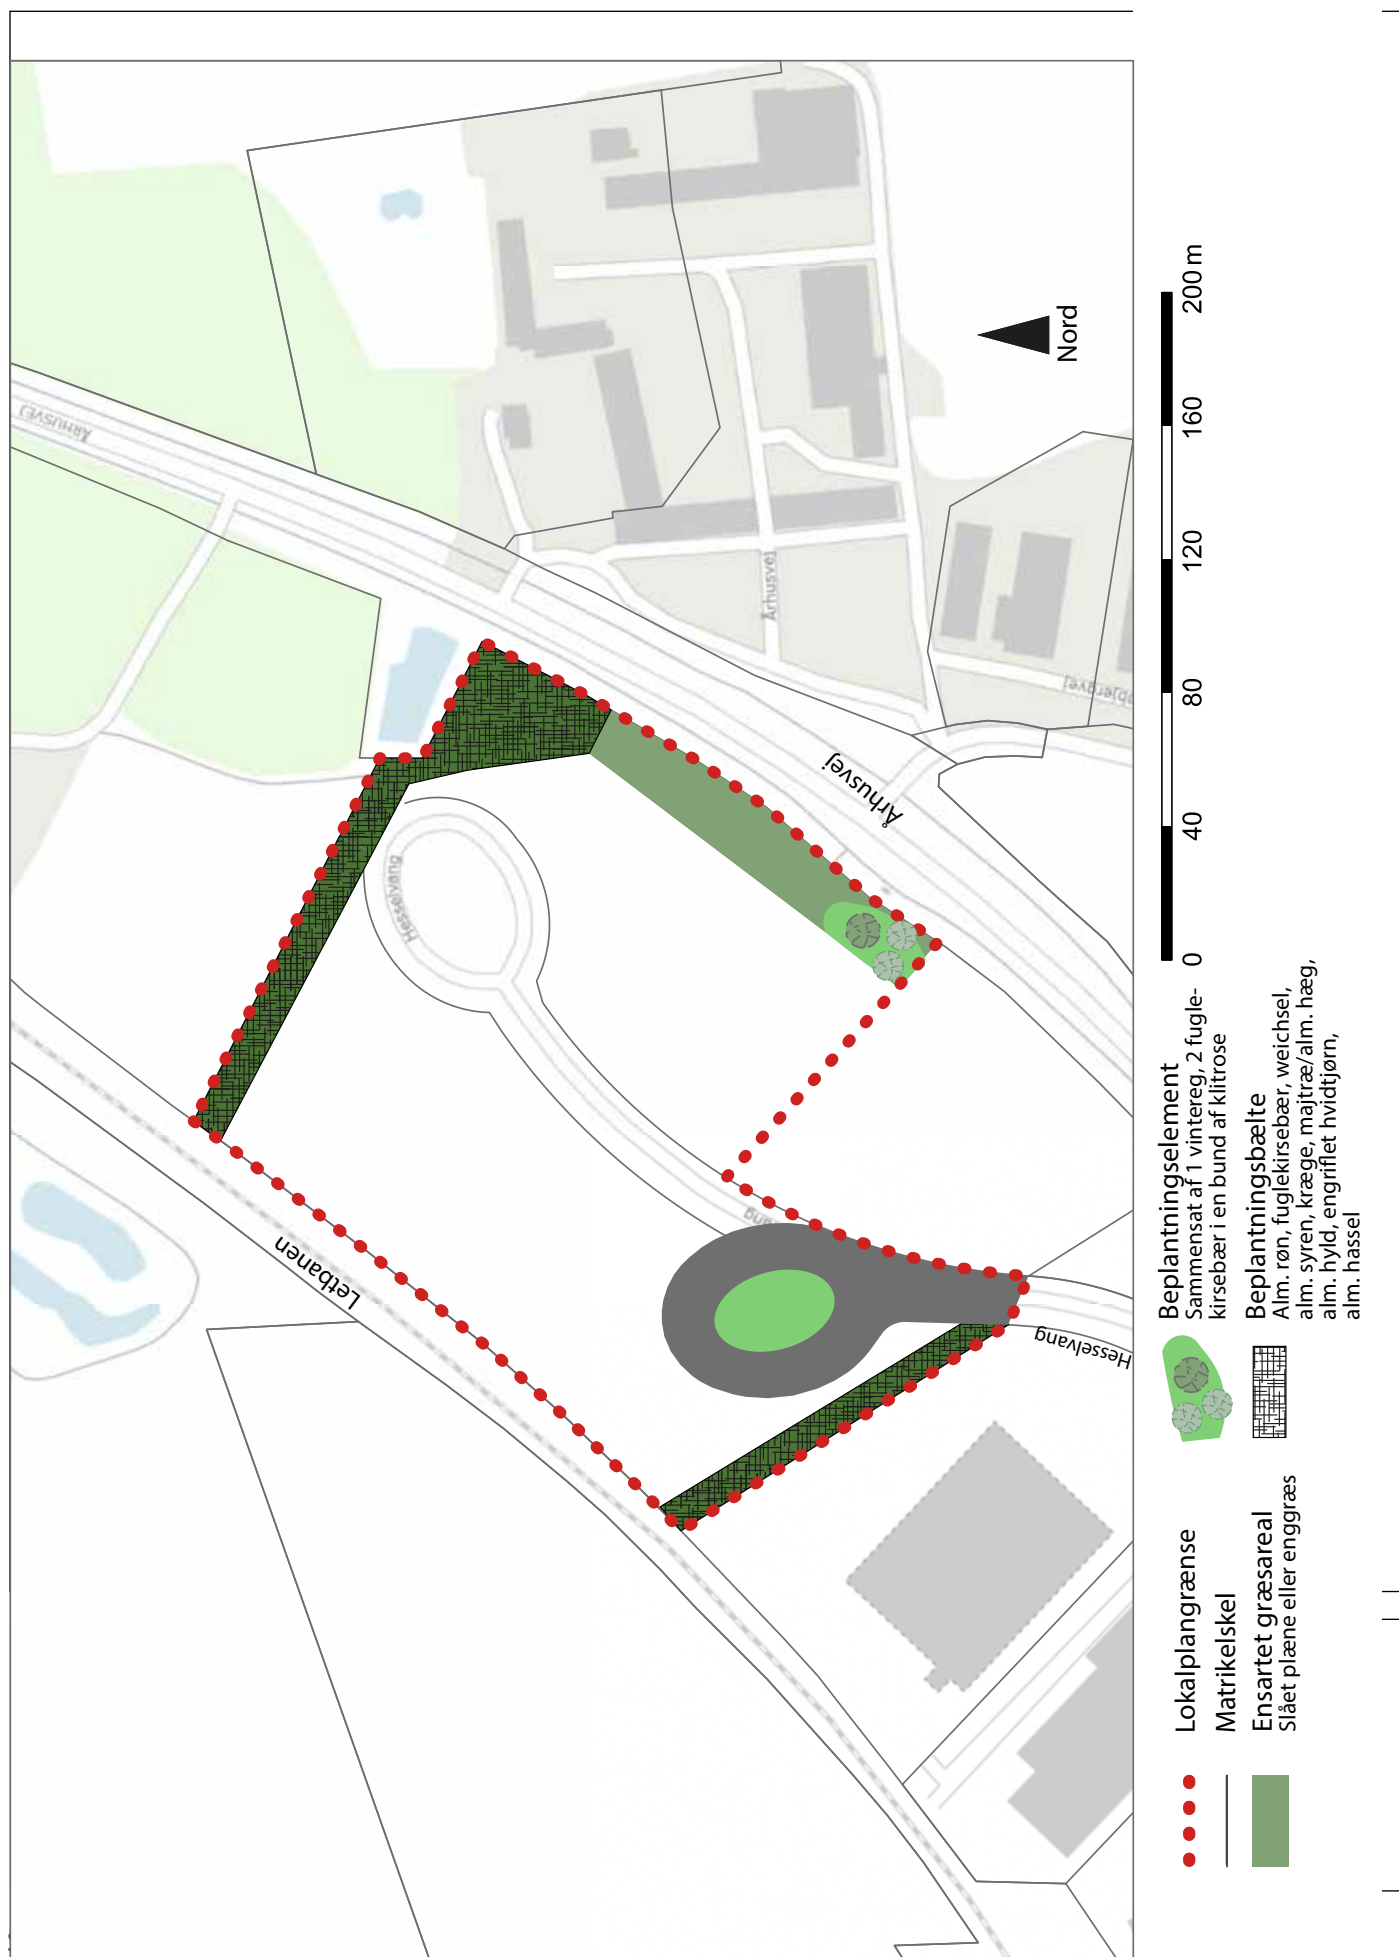 ÅRHUSVEJ
Hesselvang
Århusvej
Århusvej
Letbanen
Hesselvang
Nord
0 40 80 120 160 200 m
Lokalplangrænse
Matrikelskel
Ensartet græsareal
Slået plæne eller enggræs
Beplantningselement
Sammensat af 1 vintereg, 2 fugle-
kirsebær i en bund af klitrose
Beplantningsbælte
Alm. røn, fuglekirsebær, weichsel,
alm. syren, kræge, majtræ/alm. hæg,
alm. hyld, engriflet hvidtjørn,
alm. hassel